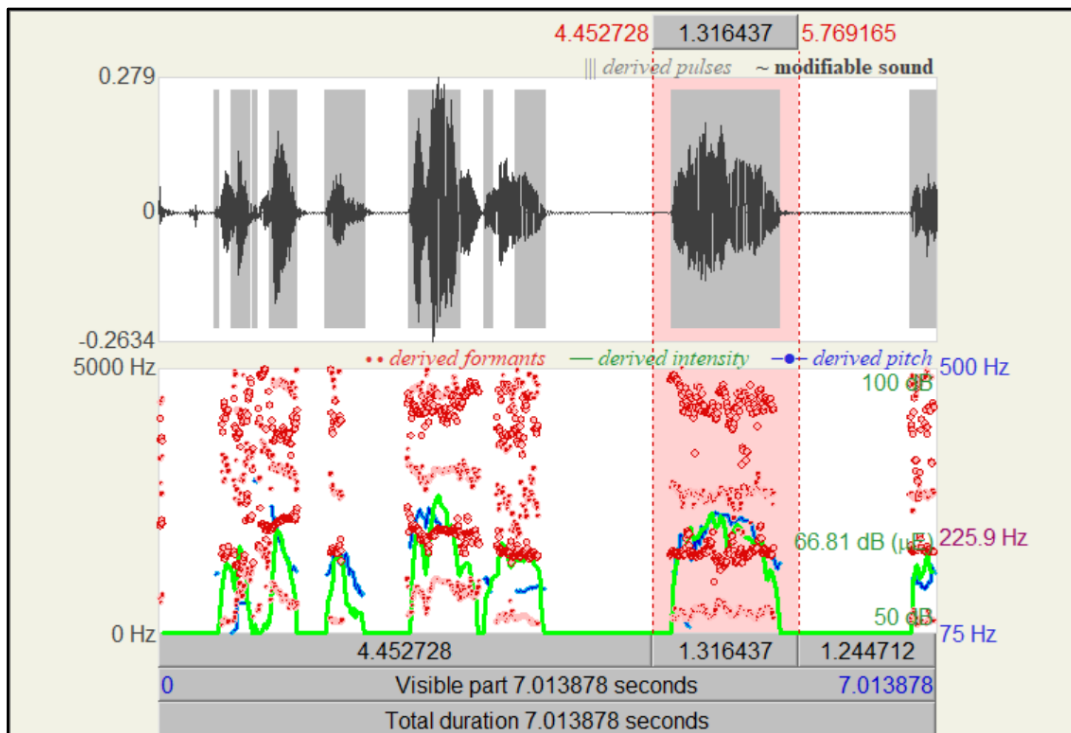 4.452728 1.316437 5.769165
||| derived pulses ~ modifiable sound
0.279
0
-0.2634
5000 Hz •• derived formants — derived intensity –●– derived pitch 500 Hz
100 dB
66.81 dB (µE) 225.9 Hz
50 dB
0 Hz 75 Hz
4.452728 1.316437 1.244712
0 Visible part 7.013878 seconds 7.013878
Total duration 7.013878 seconds